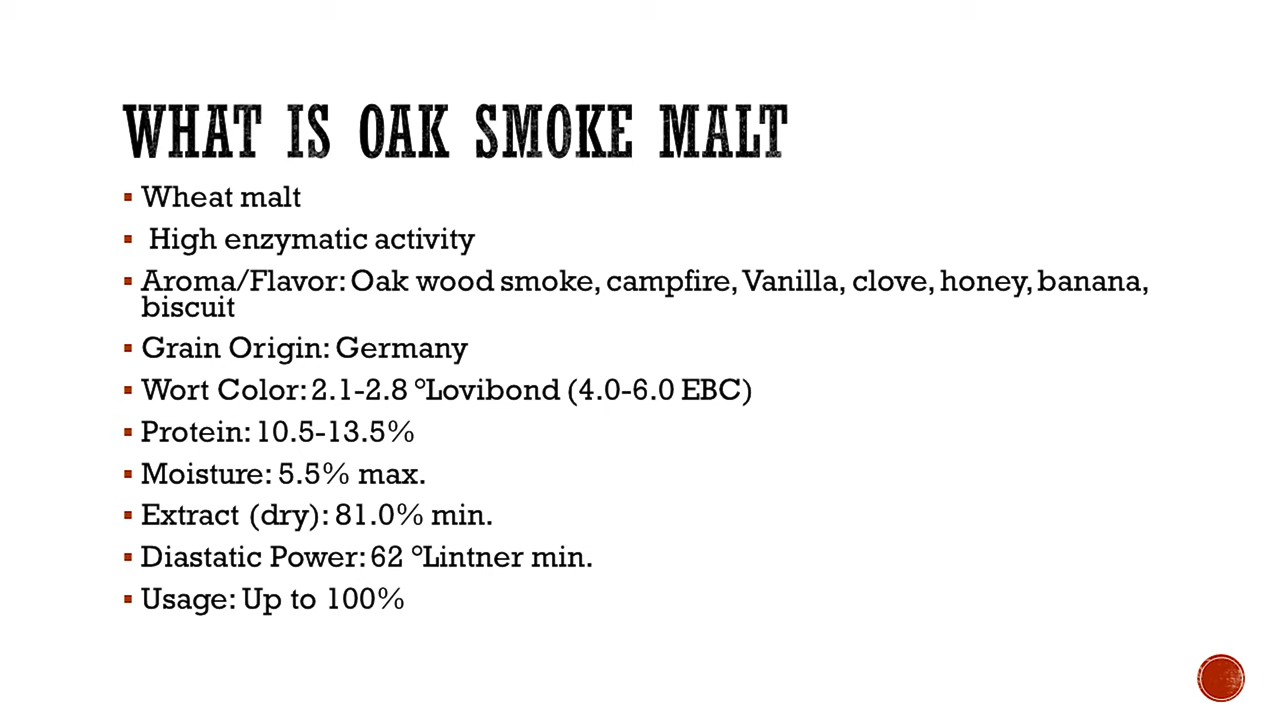 WHAT IS OAK SMOKE MALT
▪ Wheat malt
▪ High enzymatic activity
▪ Aroma/Flavor: Oak wood smoke, campfire, Vanilla, clove, honey, banana,
biscuit
▪ Grain Origin: Germany
▪ Wort Color: 2.1-2.8 °Lovibond (4.0-6.0 EBC)
▪ Protein: 10.5-13.5%
▪ Moisture: 5.5% max.
▪ Extract (dry): 81.0% min.
▪ Diastatic Power: 62 °Lintner min.
▪ Usage: Up to 100%